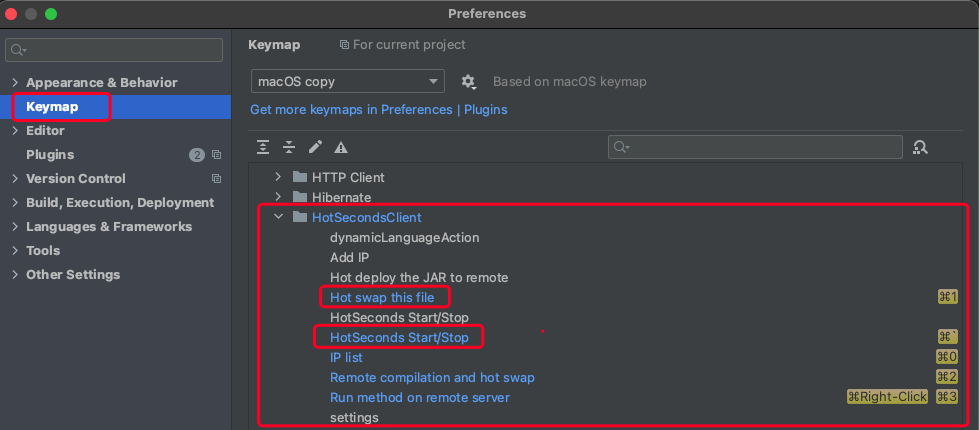 Preferences
Keymap
For current project
Appearance & Behavior
Keymap
Editor
Plugins
2
Version Control
Build, Execution, Deployment
Languages & Frameworks
Tools
Other Settings
macOS copy
Based on macOS keymap
Get more keymaps in Preferences | Plugins
HTTP Client
Hibernate
HotSecondsClient
dynamicLanguageAction
Add IP
Hot deploy the JAR to remote
Hot swap this file ⌘1
HotSeconds Start/Stop
HotSeconds Start/Stop ⌘`
IP list ⌘0
Remote compilation and hot swap ⌘2
Run method on remote server ⌘Right-Click ⌘3
settings